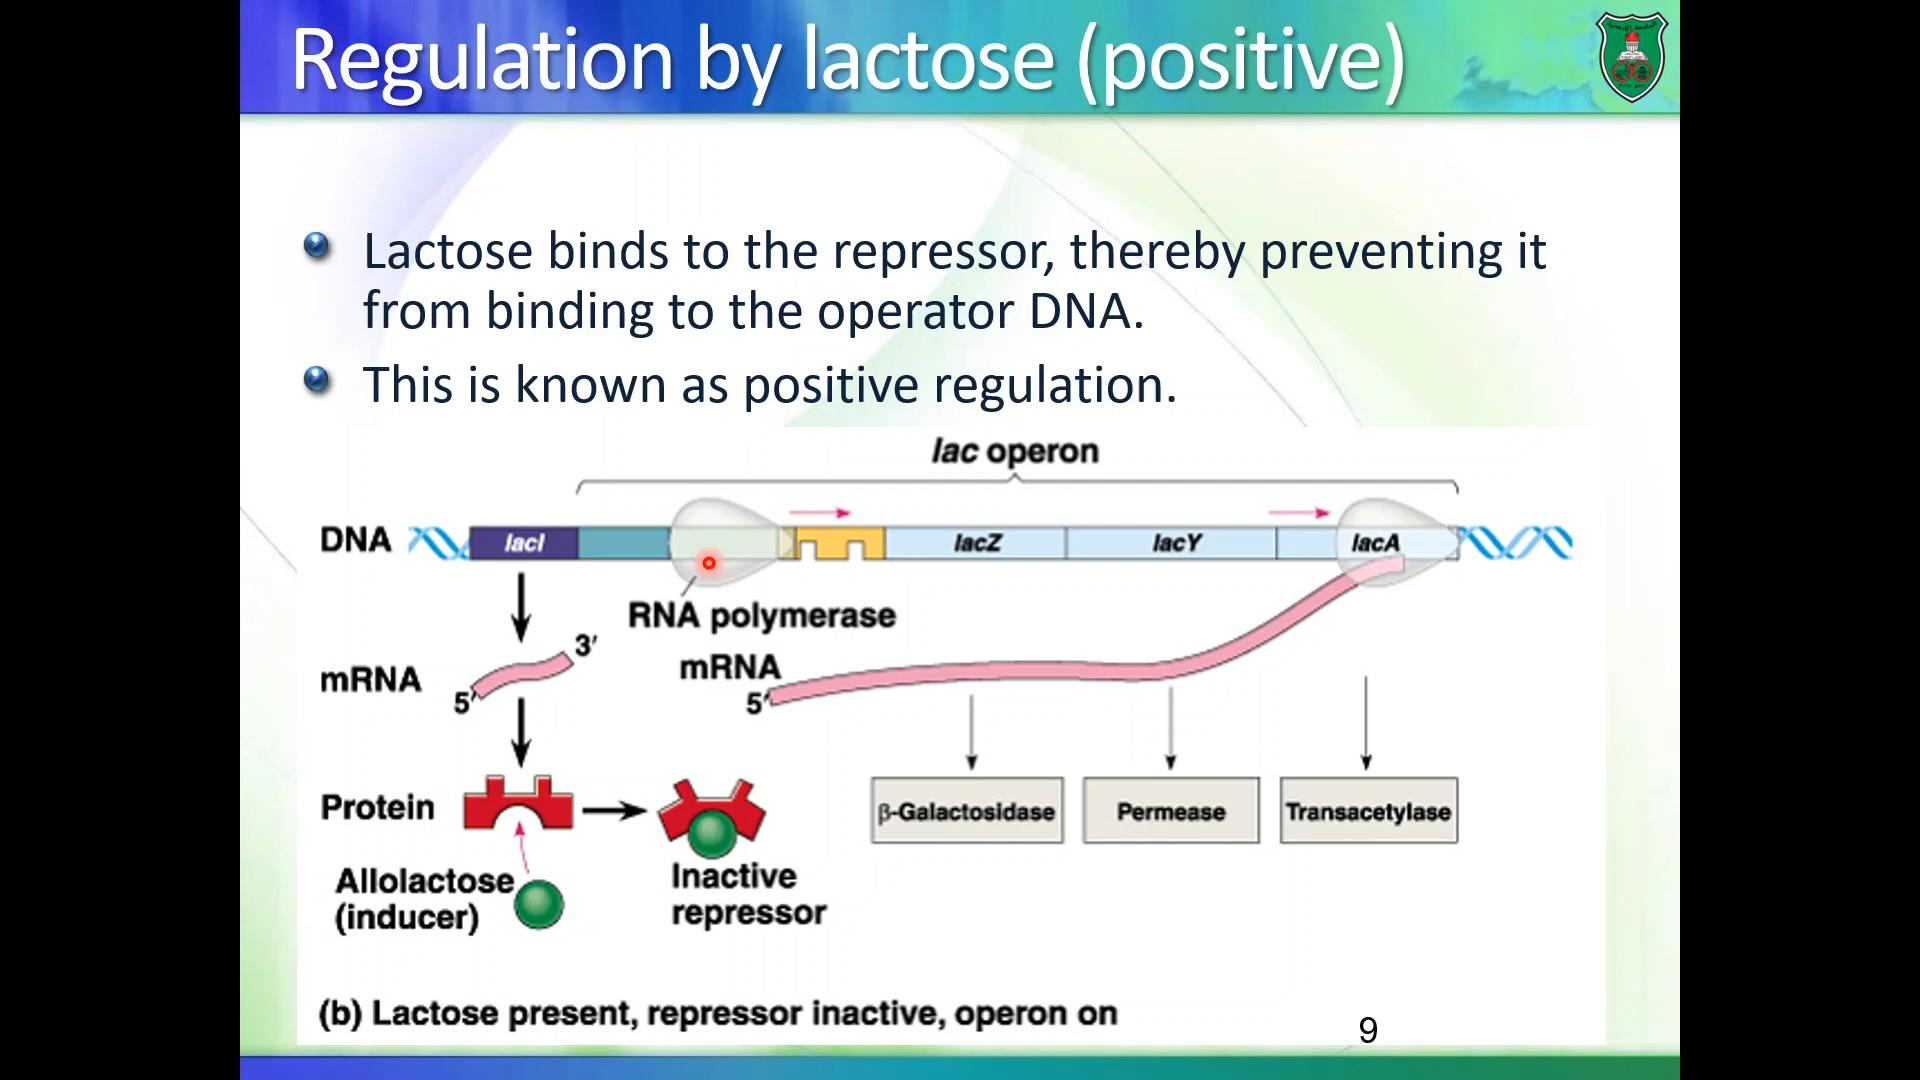 Regulation by lactose (positive)
Lactose binds to the repressor, thereby preventing it
from binding to the operator DNA.
This is known as positive regulation.
lac operon
DNA
lacI
lacZ
lacY
lacA
RNA polymerase
mRNA
5′
3′
mRNA
5′
Protein
β-Galactosidase
Permease
Transacetylase
Allolactose
(inducer)
Inactive
repressor
(b) Lactose present, repressor inactive, operon on
9